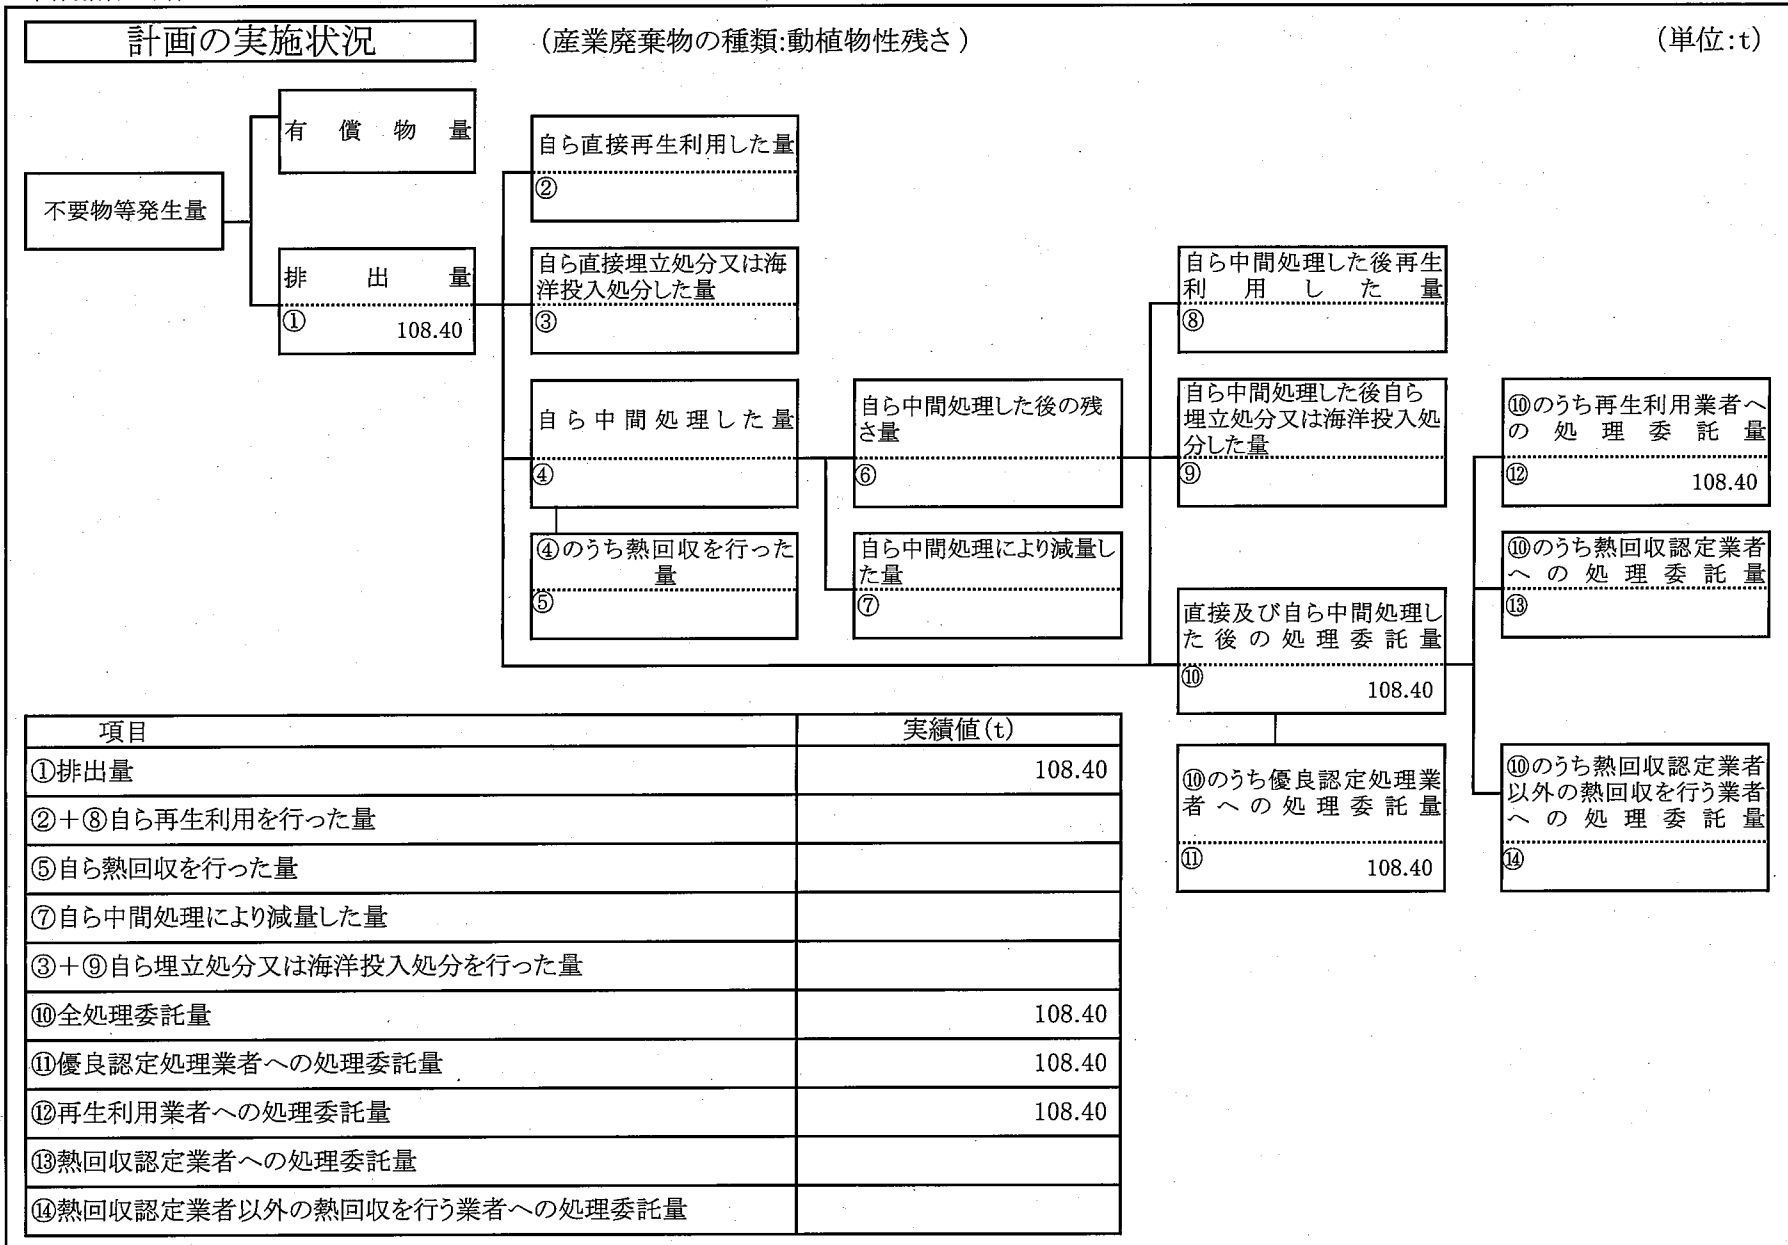 計画の実施状況
(産業廃棄物の種類:動植物性残さ)
(単位:t)
有償物量
不要物等発生量
排出量
① 108.40
自ら直接再生利用した量
②
自ら直接埋立処分又は海
洋投入処分した量
③
自ら中間処理した量
④
④のうち熱回収を行った
量
⑤
自ら中間処理した後の残
さ量
⑥
自ら中間処理により減量し
た量
⑦
自ら中間処理した後再生
利用した量
⑧
自ら中間処理した後自ら
埋立処分又は海洋投入処
分した量
⑨
直接及び自ら中間処理し
た後の処理委託量
⑩ 108.40
⑩のうち優良認定処理業
者への処理委託量
⑪ 108.40
⑩のうち再生利用業者へ
の処理委託量
⑫ 108.40
⑩のうち熱回収認定業者
への処理委託量
⑬
⑩のうち熱回収認定業者
以外の熱回収を行う業者
への処理委託量
⑭
項目 実績値(t)
①排出量 108.40
②+⑧自ら再生利用を行った量
⑤自ら熱回収を行った量
⑦自ら中間処理により減量した量
③+⑨自ら埋立処分又は海洋投入処分を行った量
⑩全処理委託量 108.40
⑪優良認定処理業者への処理委託量 108.40
⑫再生利用業者への処理委託量 108.40
⑬熱回収認定業者への処理委託量
⑭熱回収認定業者以外の熱回収を行う業者への処理委託量